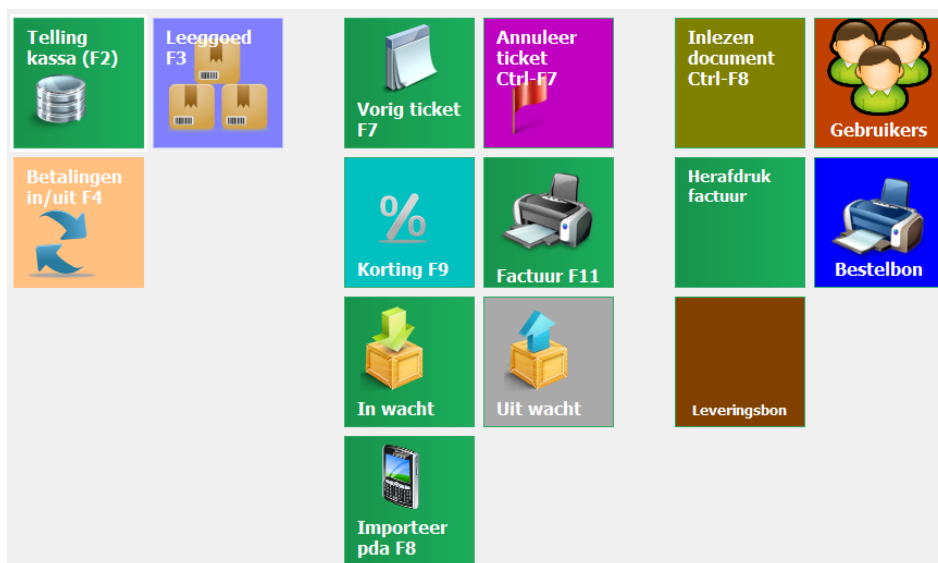 Telling
kassa (F2)
Leeggoed
F3
Vorig ticket
F7
Annuleer
ticket
Ctrl-F7
Inlezen
document
Ctrl-F8
Gebruikers
Betalingen
in/uit F4
%
Korting F9
Factuur F11
Herafdruk
factuur
Bestelbon
In wacht
Uit wacht
Leveringsbon
Importeer
pda F8